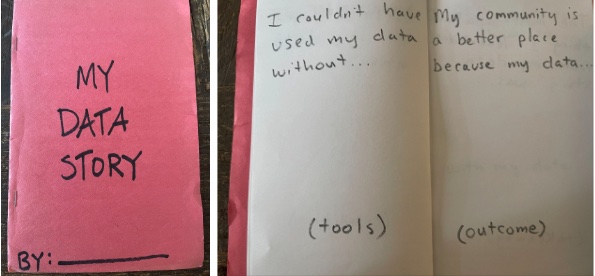 MY
DATA
STORY
BY:
I couldn't have
used my data
without...
(tools)
My community is
a better place
because my data...
(outcome)